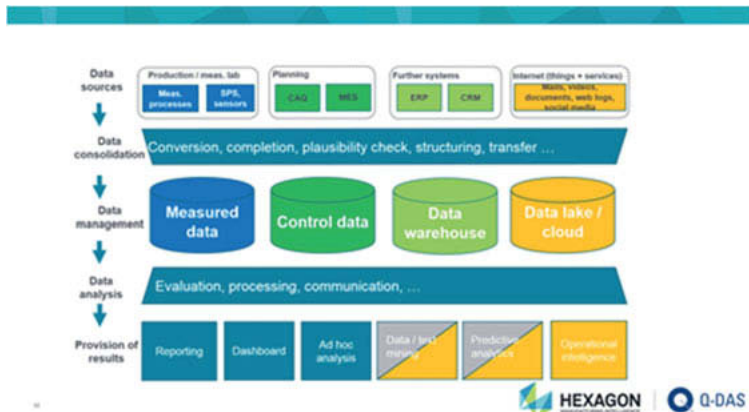 Data
sources
Production / meas. lab
Meas.
processes
SPS,
sensors
Planning
CAQ
MES
Further systems
ERP
CRM
Internet (things + services)
Mails, videos,
documents, web logs,
social media
Data
consolidation
Conversion, completion, plausibility check, structuring, transfer …
Data
management
Measured
data
Control data
Data
warehouse
Data lake /
cloud
Data
analysis
Evaluation, processing, communication, …
Provision of
results
Reporting
Dashboard
Ad hoc
analysis
Data / text
mining
Predictive
analytics
Operational
intelligence
HEXAGON
MANUFACTURING INTELLIGENCE
Q-DAS